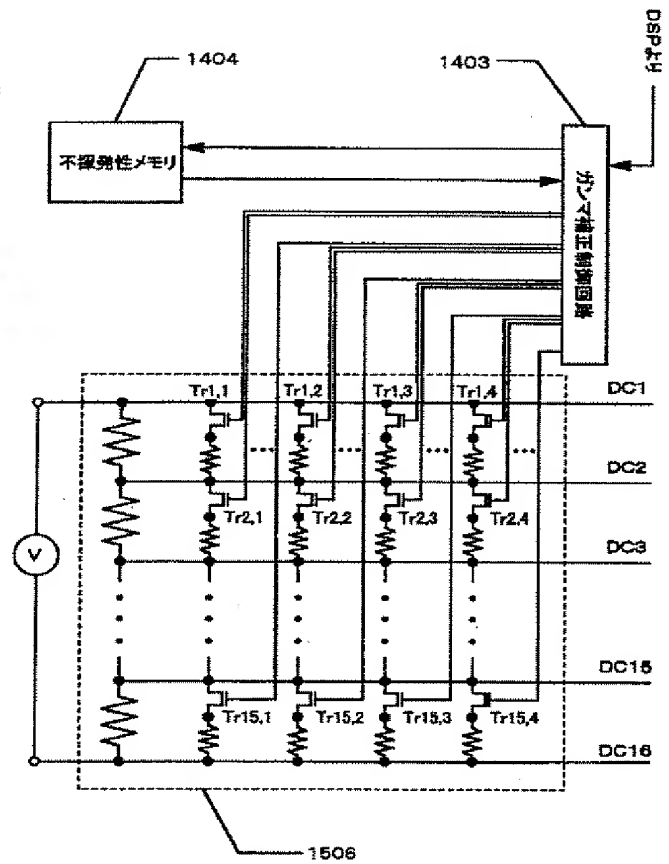 DSPより
1404
1403
不揮発性メモリ
ガンマ補正制御回路
Tr1,1
Tr1,2
Tr1,3
Tr1,4
DC1
DC2
Tr2,1
Tr2,2
Tr2,3
Tr2,4
DC3
V
DC15
Tr15,1
Tr15,2
Tr15,3
Tr15,4
DC16
1506